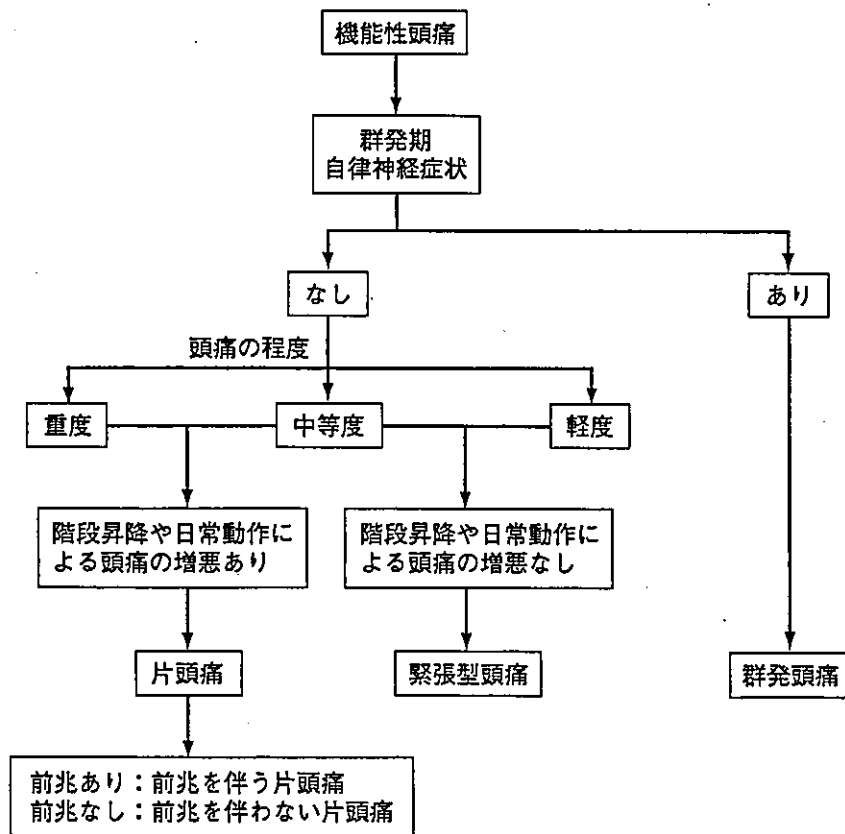 機能性頭痛
群発期
自律神経症状
なし
あり
頭痛の程度
重度
中等度
軽度
階段昇降や日常動作に
よる頭痛の増悪あり
階段昇降や日常動作に
よる頭痛の増悪なし
片頭痛
緊張型頭痛
群発頭痛
前兆あり：前兆を伴う片頭痛
前兆なし：前兆を伴わない片頭痛